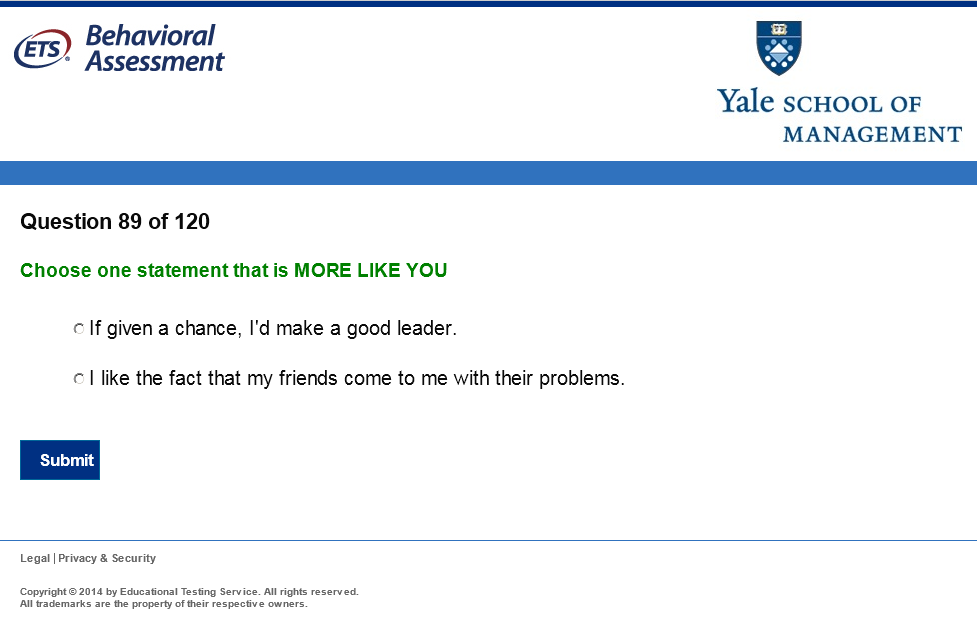 ETS Behavioral
Assessment
Yale SCHOOL OF
MANAGEMENT
Question 89 of 120
Choose one statement that is MORE LIKE YOU
If given a chance, I'd make a good leader.
I like the fact that my friends come to me with their problems.
Submit
Legal | Privacy & Security
Copyright © 2014 by Educational Testing Service. All rights reserved.
All trademarks are the property of their respective owners.